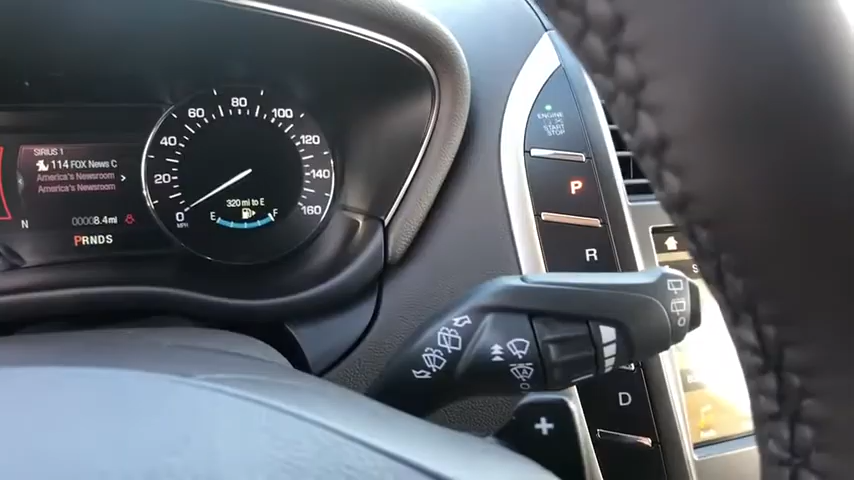 SIRIUS 1
114 FOX News C
America's Newsroom
America's Newsroom
00008.4mi
PRNDS
N
0
20
40
60
80
100
120
140
160
MPH
320 mi to E
E
F
ENGINE
START
STOP
P
R
D
A
O
+